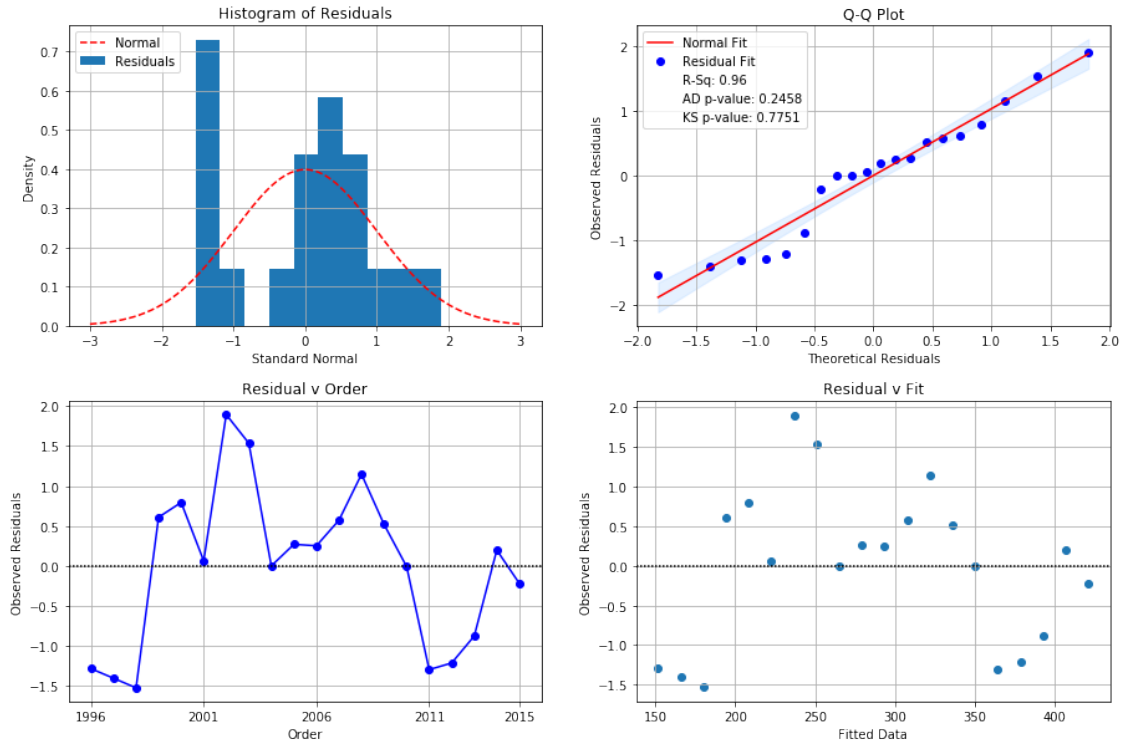 Histogram of Residuals
Normal
Residuals
0.7
0.6
0.5
0.4
0.3
0.2
0.1
0.0
Density
−3 −2 −1 0 1 2 3
Standard Normal
Q-Q Plot
Normal Fit
Residual Fit
R-Sq: 0.96
AD p-value: 0.2458
KS p-value: 0.7751
2
1
0
−1
−2
Observed Residuals
−2.0 −1.5 −1.0 −0.5 0.0 0.5 1.0 1.5 2.0
Theoretical Residuals
Residual v Order
2.0
1.5
1.0
0.5
0.0
−0.5
−1.0
−1.5
Observed Residuals
1996 2001 2006 2011 2015
Order
Residual v Fit
2.0
1.5
1.0
0.5
0.0
−0.5
−1.0
−1.5
Observed Residuals
150 200 250 300 350 400
Fitted Data